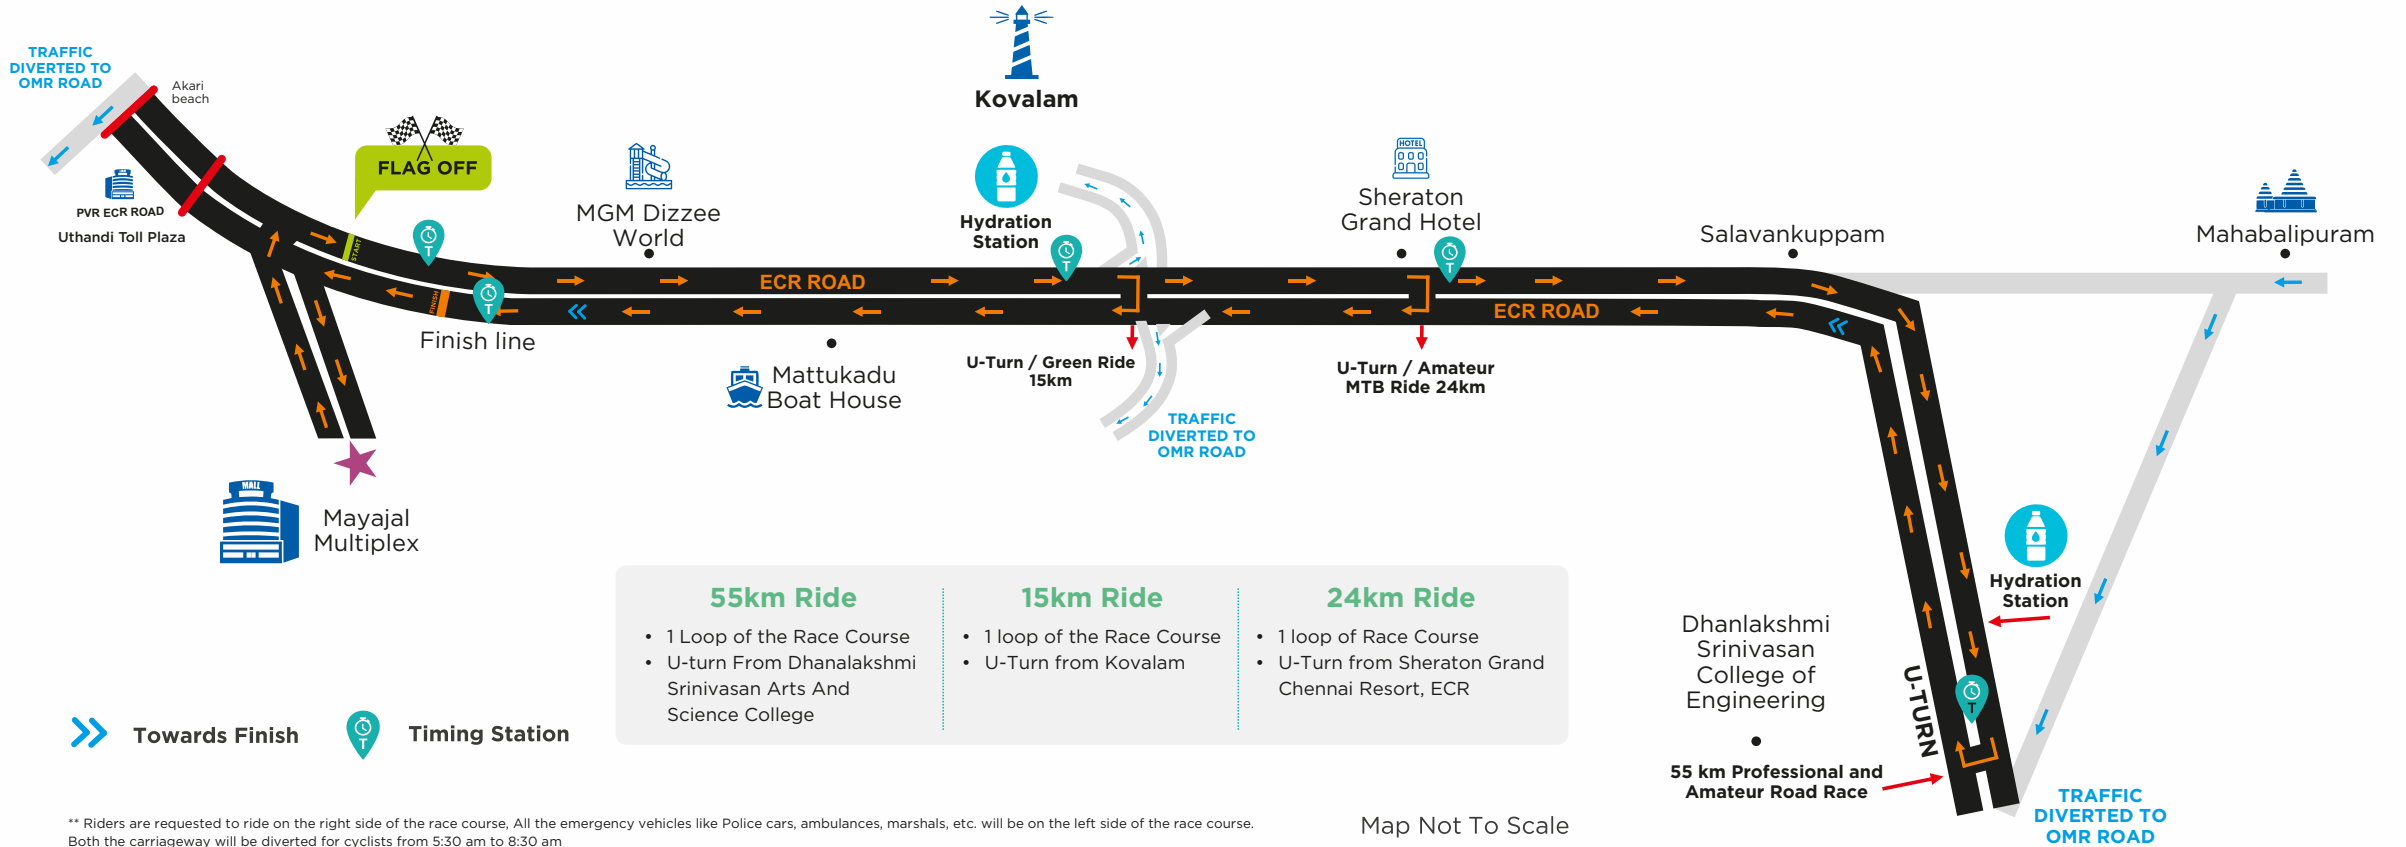 TRAFFIC
DIVERTED TO
OMR ROAD
Akari
beach
PVR ECR ROAD
Uthandi Toll Plaza
FLAG OFF
START
FINISH
Finish line
MGM Dizzee
World
ECR ROAD
Mattukadu
Boat House
Kovalam
Hydration
Station
T
T
T
U-Turn / Green Ride
15km
TRAFFIC
DIVERTED TO
OMR ROAD
HOTEL
Sheraton
Grand Hotel
T
U-Turn / Amateur
MTB Ride 24km
ECR ROAD
Salavankuppam
Mahabalipuram
MALL
Mayajal
Multiplex
55km Ride
• 1 Loop of the Race Course
• U-turn From Dhanalakshmi
Srinivasan Arts And
Science College
15km Ride
• 1 loop of the Race Course
• U-Turn from Kovalam
24km Ride
• 1 loop of Race Course
• U-Turn from Sheraton Grand
Chennai Resort, ECR
Hydration
Station
Dhanlakshmi
Srinivasan
College of
Engineering
U-TURN
T
55 km Professional and
Amateur Road Race
TRAFFIC
DIVERTED TO
OMR ROAD
Towards Finish
T
Timing Station
** Riders are requested to ride on the right side of the race course, All the emergency vehicles like Police cars, ambulances, marshals, etc. will be on the left side of the race course.
Both the carriageway will be diverted for cyclists from 5:30 am to 8:30 am
Map Not To Scale